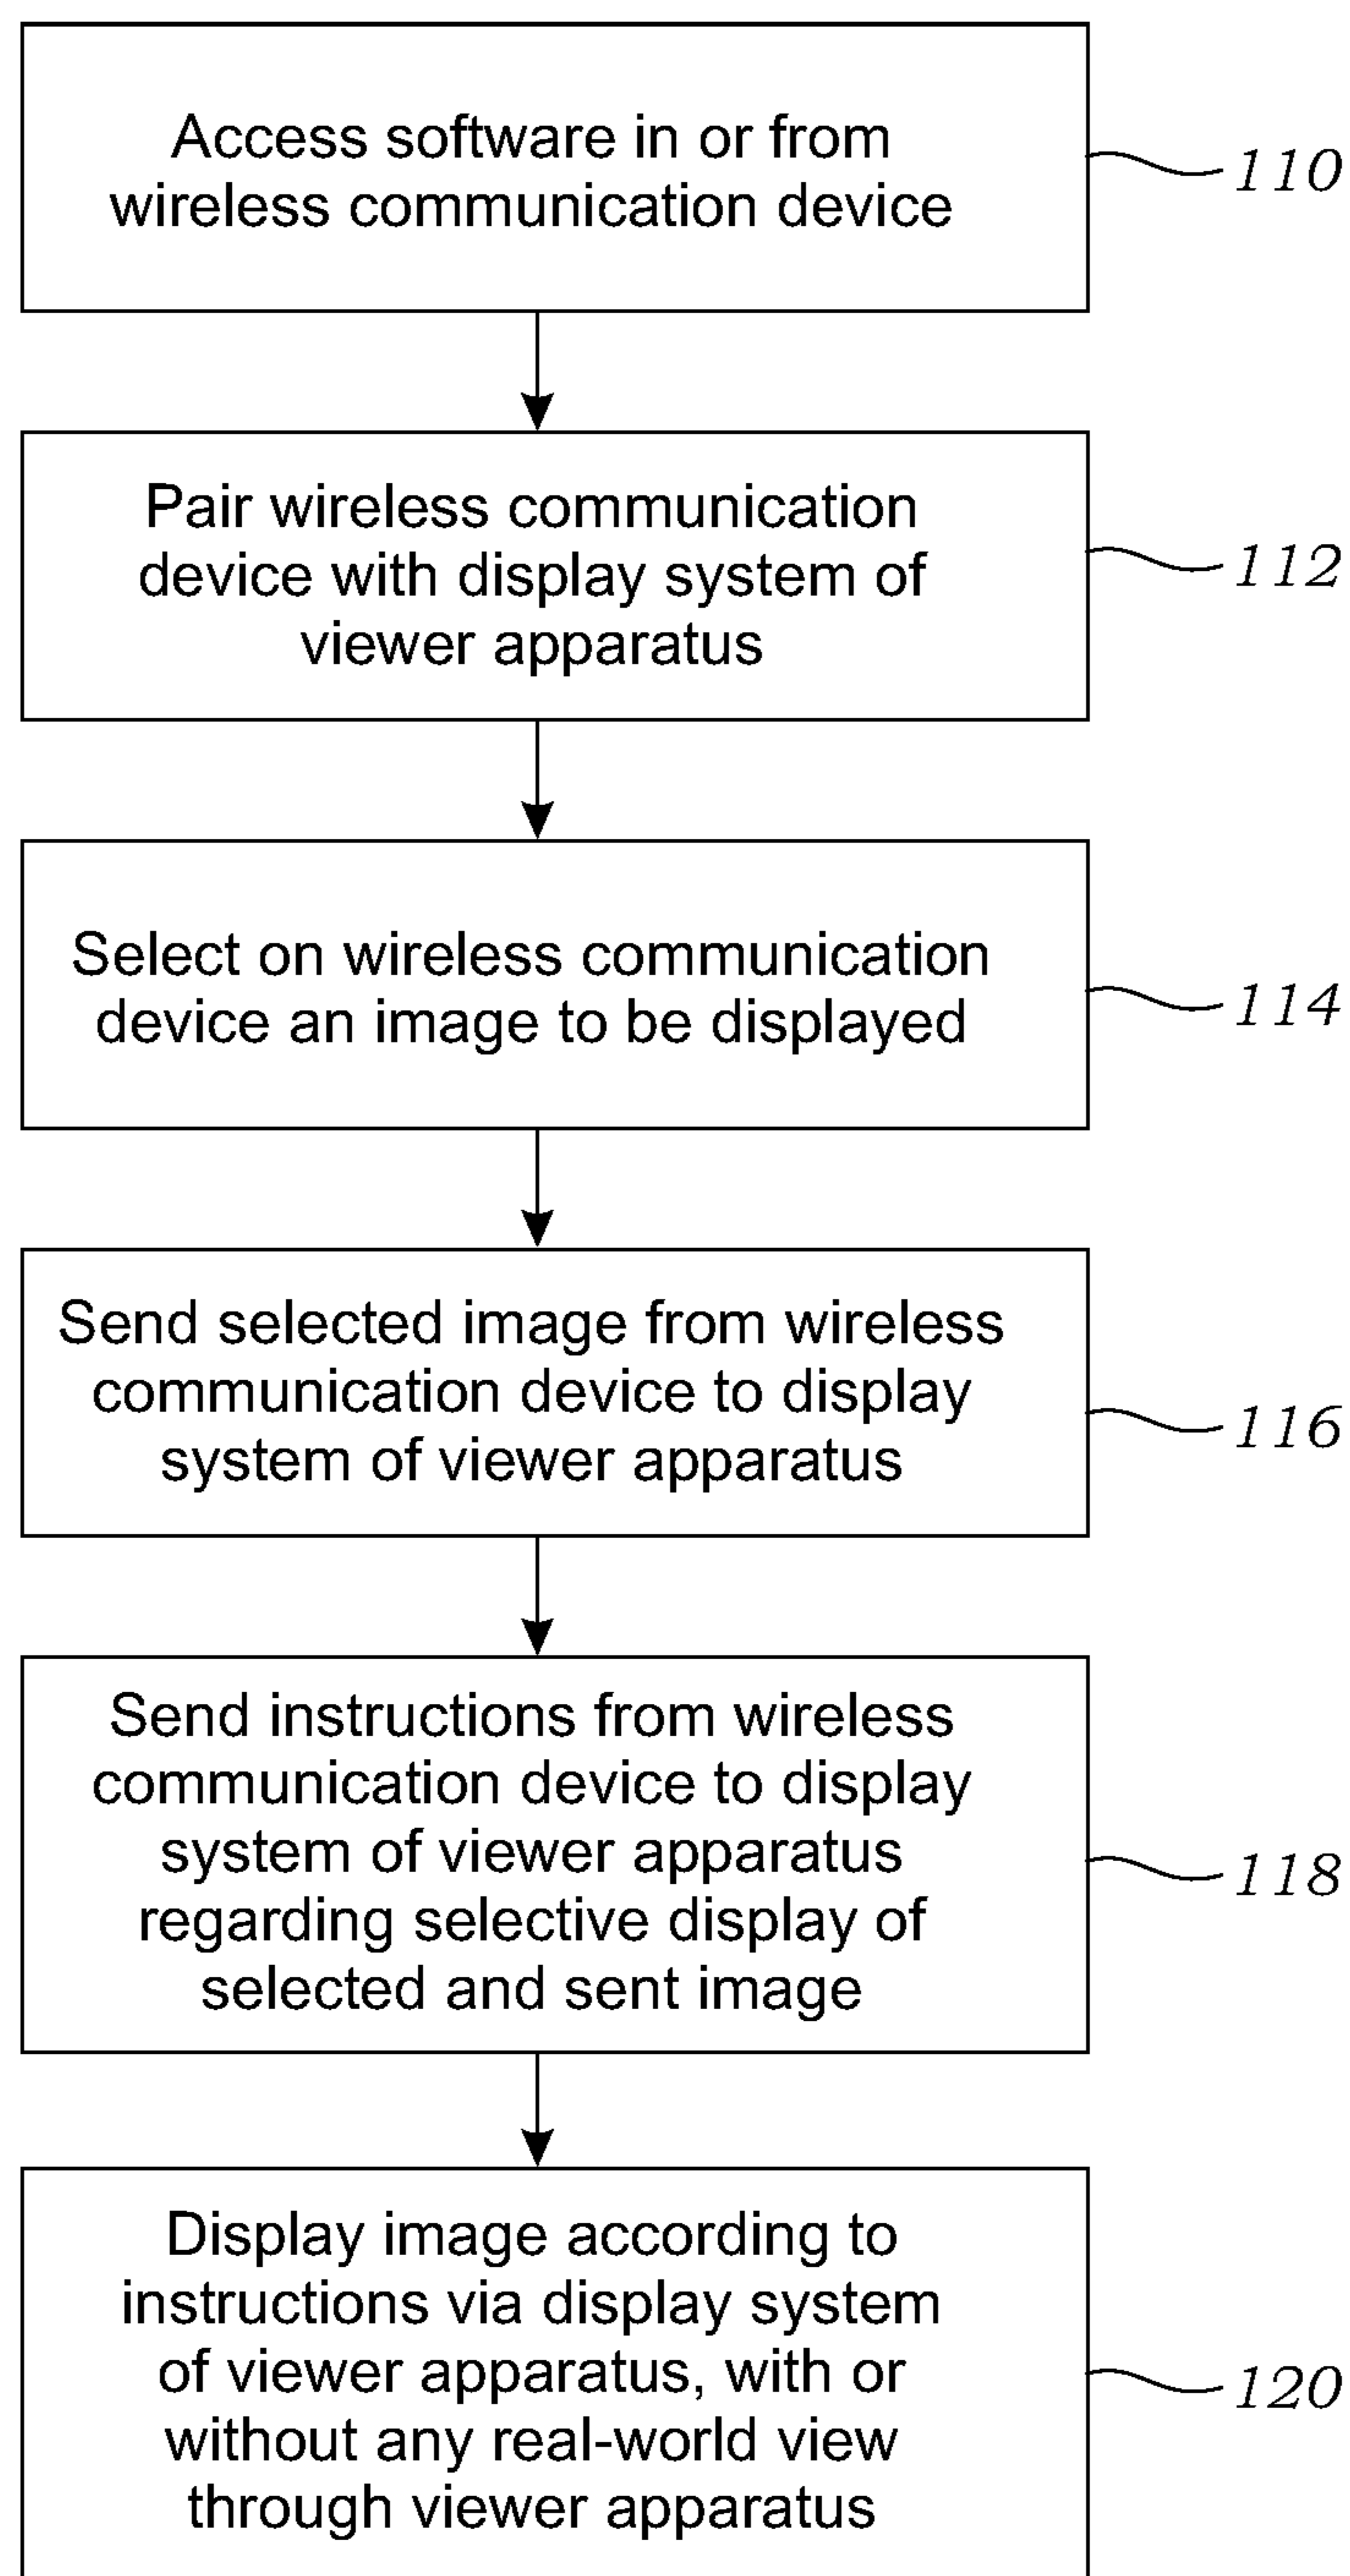 Access software in or from
wireless communication device
110
Pair wireless communication
device with display system of
viewer apparatus
112
Select on wireless communication
device an image to be displayed
114
Send selected image from wireless
communication device to display
system of viewer apparatus
116
Send instructions from wireless
communication device to display
system of viewer apparatus
regarding selective display of
selected and sent image
118
Display image according to
instructions via display system
of viewer apparatus, with or
without any real-world view
through viewer apparatus
120